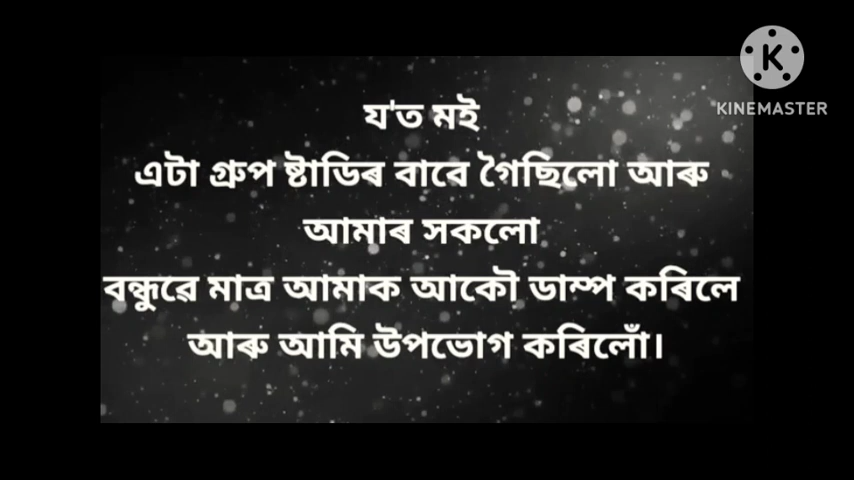 KINEMASTER
য'ত মই
এটা গ্ৰুপ ষ্টাডিৰ বাবে গৈছিলো আৰু
আমাৰ সকলো
বন্ধুৱে মাত্ৰ আমাক আকৌ ডাম্প কৰিলে
আৰু আমি উপভোগ কৰিলোঁ।